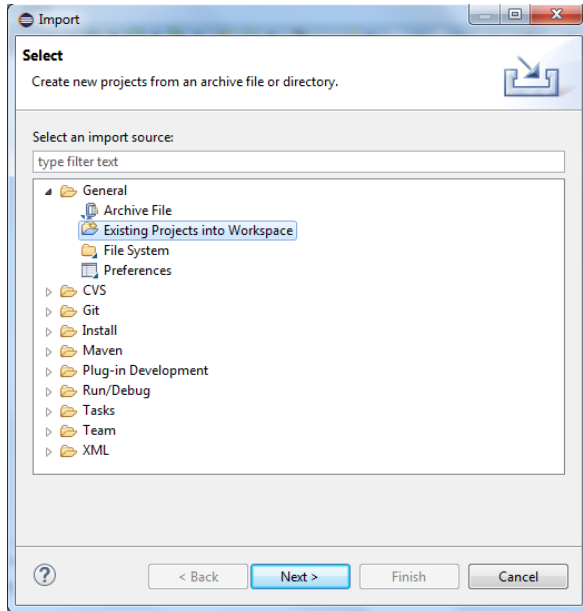 Import
Select
Create new projects from an archive file or directory.
Select an import source:
type filter text
General
Archive File
Existing Projects into Workspace
File System
Preferences
CVS
Git
Install
Maven
Plug-in Development
Run/Debug
Tasks
Team
XML
?
< Back
Next >
Finish
Cancel